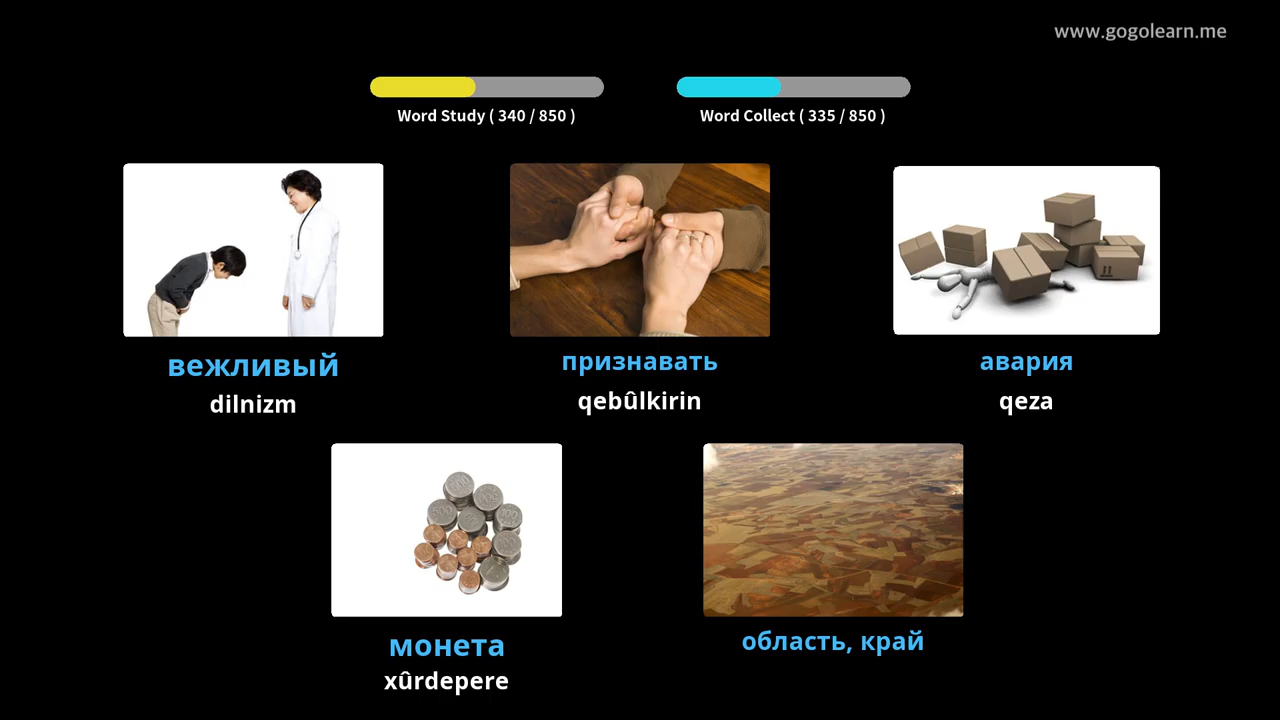 www.gogolearn.me
Word Study ( 340 / 850 )
Word Collect ( 335 / 850 )
вежливый
dilnizm
признавать
qebûlkirin
авария
qeza
монета
xûrdepere
область, край